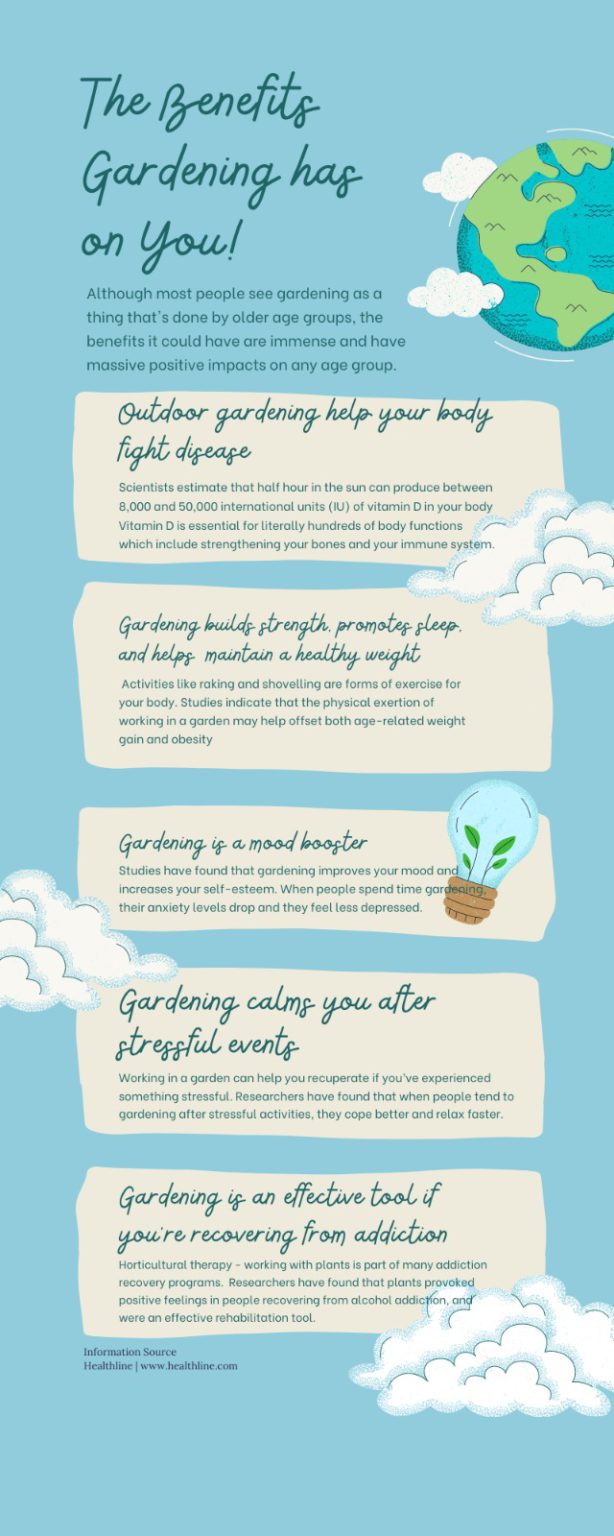 The Benefits
Gardening has
on You!
Although most people see gardening as a
thing that's done by older age groups, the
benefits it could have are immense and have
massive positive impacts on any age group.
Outdoor gardening help your body
fight disease
Scientists estimate that half hour in the sun can produce between
8,000 and 50,000 international units (IU) of vitamin D in your body
Vitamin D is essential for literally hundreds of body functions
which include strengthening your bones and your immune system.
Gardening builds strength, promotes sleep,
and helps maintain a healthy weight
Activities like raking and shovelling are forms of exercise for
your body. Studies indicate that the physical exertion of
working in a garden may help offset both age-related weight
gain and obesity
Gardening is a mood booster
Studies have found that gardening improves your mood and
increases your self-esteem. When people spend time gardening,
their anxiety levels drop and they feel less depressed.
Gardening calms you after
stressful events
Working in a garden can help you recuperate if you've experienced
something stressful. Researchers have found that when people tend to
gardening after stressful activities, they cope better and relax faster.
Gardening is an effective tool if
you're recovering from addiction
Horticultural therapy - working with plants is part of many addiction
recovery programs. Researchers have found that plants provoked
positive feelings in people recovering from alcohol addiction, and
were an effective rehabilitation tool.
Information Source
Healthline | www.healthline.com